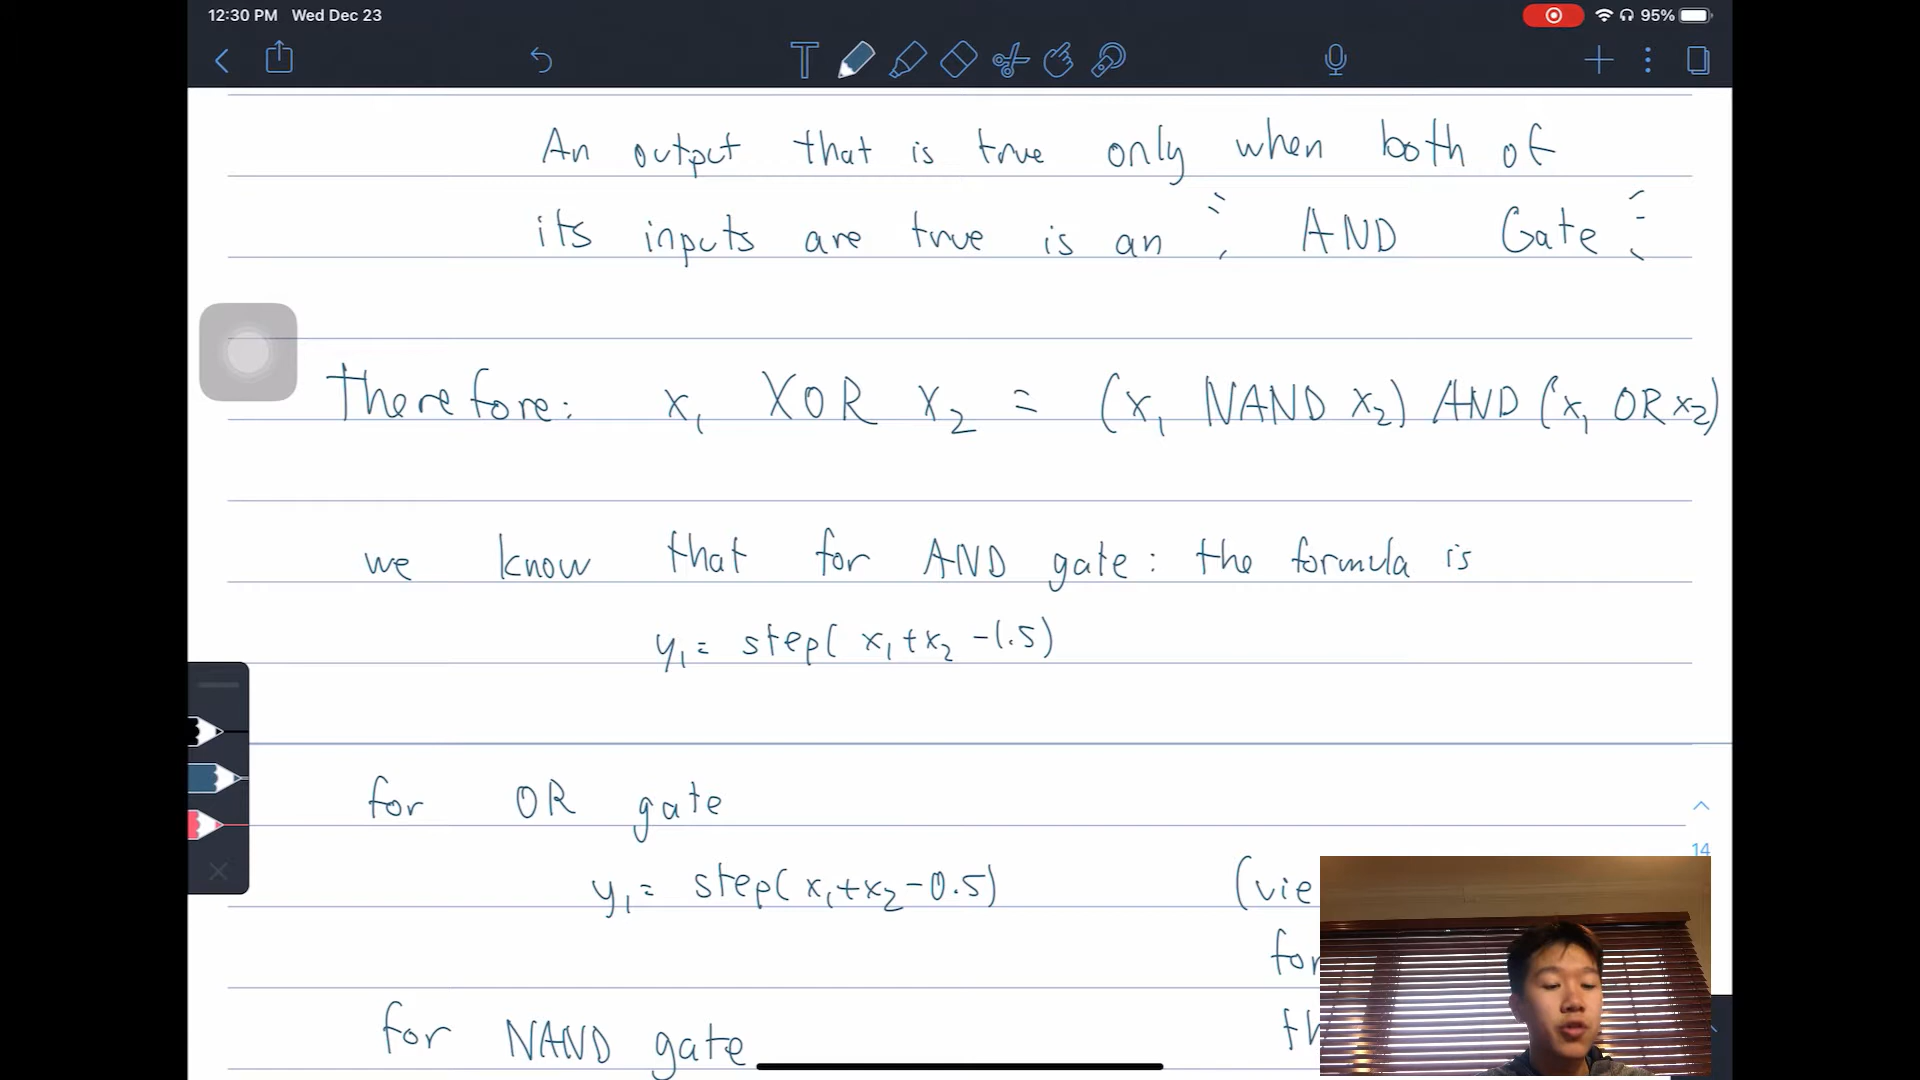 12:30 PM Wed Dec 23
95%
An output that is true only when both of
its inputs are true is an AND Gate
Therefore: x₁ XOR x₂ = (x₁ NAND x₂) AND (x₁ OR x₂)
we know that for AND gate: the formula is
y₁= step( x₁+x₂ -1.5)
for OR gate
14
y₁= step(x₁+x₂-0.5)
(vie
for
for NAND gate
th